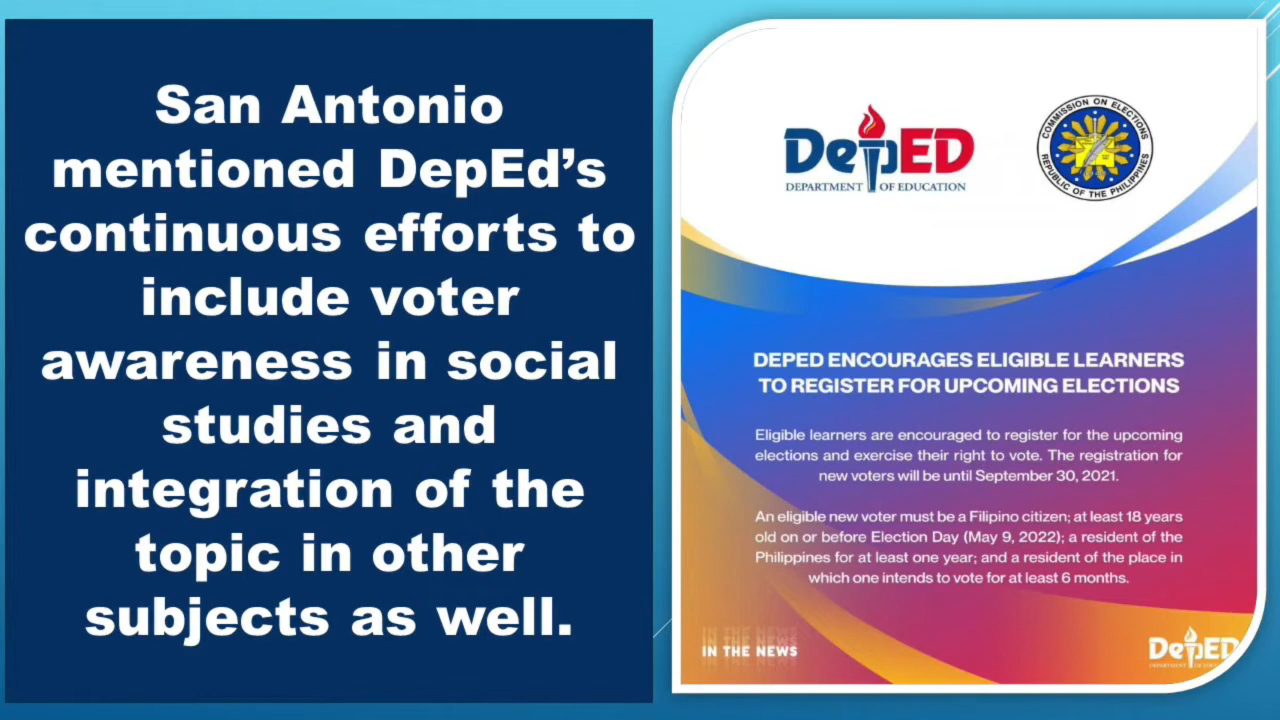 San Antonio
mentioned DepEd’s
continuous efforts to
include voter
awareness in social
studies and
integration of the
topic in other
subjects as well.
DepED
DEPARTMENT OF EDUCATION
COMMISSION ON ELECTIONS
REPUBLIC OF THE PHILIPPINES
DEPED ENCOURAGES ELIGIBLE LEARNERS
TO REGISTER FOR UPCOMING ELECTIONS
Eligible learners are encouraged to register for the upcoming
elections and exercise their right to vote. The registration for
new voters will be until September 30, 2021.
An eligible new voter must be a Filipino citizen; at least 18 years
old on or before Election Day (May 9, 2022); a resident of the
Philippines for at least one year; and a resident of the place in
which one intends to vote for at least 6 months.
IN THE NEWS
IN THE NEWS
DepED